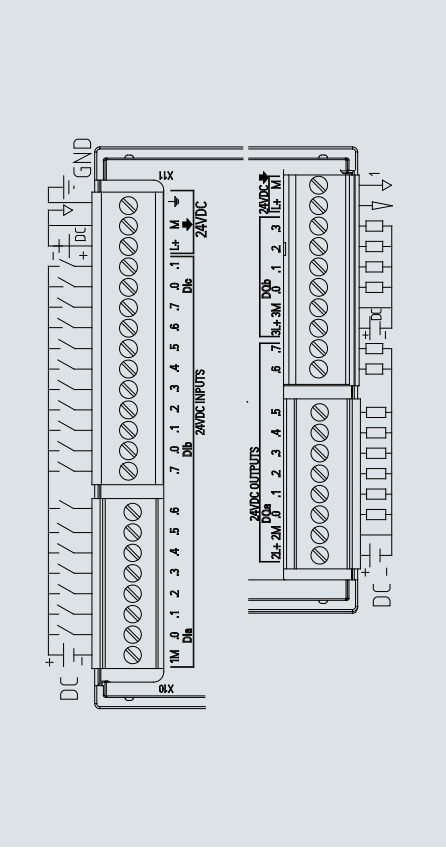 GND
DC
+
-
X11
24VDC
L+ M
DIc
.0 .1
24VDC INPUTS
DIb
.0 .1 .2 .3 .4 .5 .6 .7
DIa
1M .0 .1 .2 .3 .4 .5 .6 .7
X10
DC
+
-
24VDC
L+ M
1
DQb
3L+ 3M .0 .1 .2 .3
DC
+
-
24VDC OUTPUTS
DQa
2L+ 2M .0 .1 .2 .3 .4 .5 .6 .7
DC
+
-